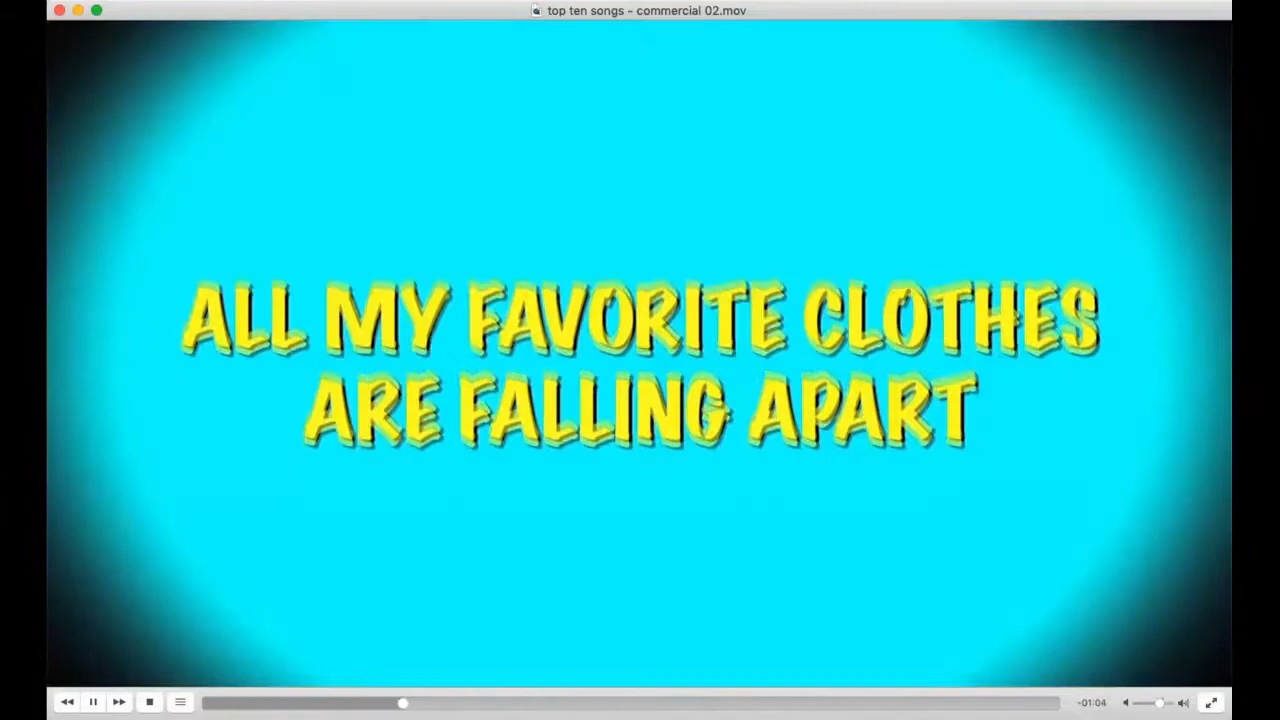 top ten songs - commercial 02.mov
ALL MY FAVORITE CLOTHES
ARE FALLING APART
-01:04